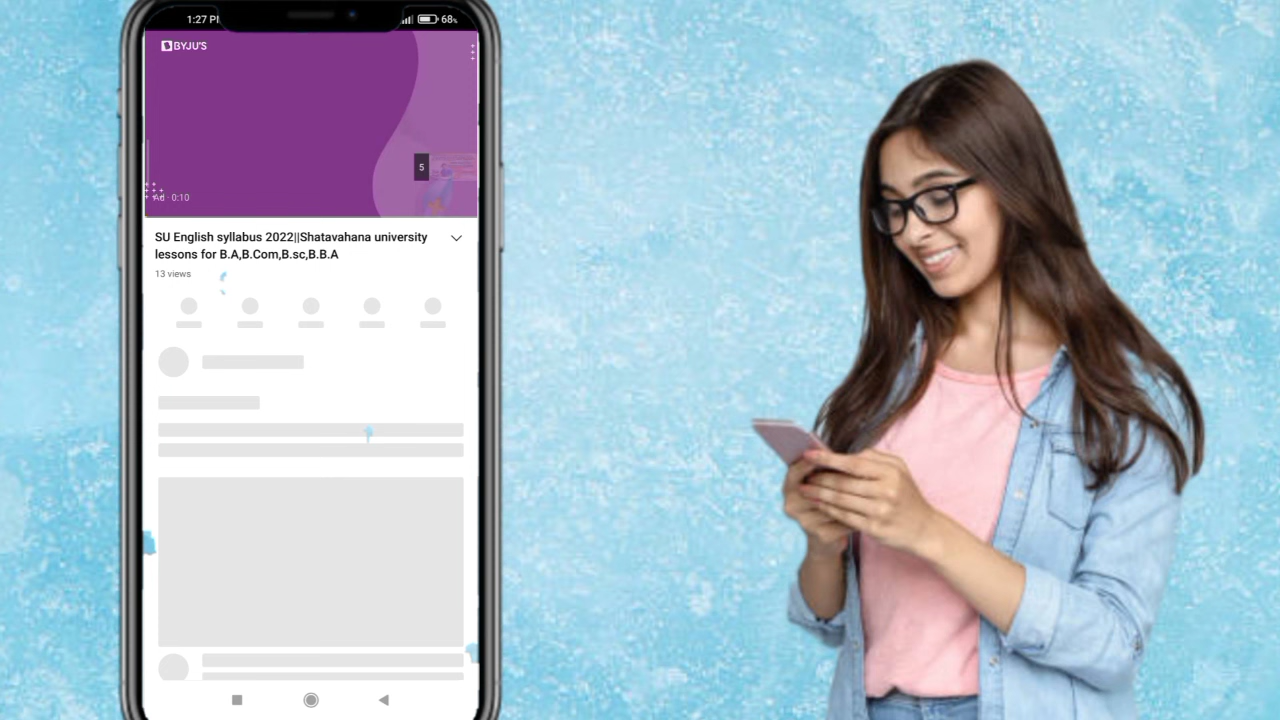 1:27 P
68%
BYJU'S
5
Ad · 0:10
SU English syllabus 2022||Shatavahana university
lessons for B.A,B.Com,B.sc,B.B.A
13 views